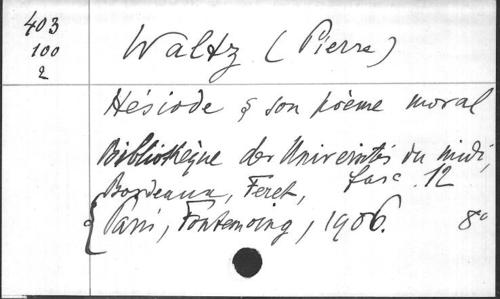 403
100
2
Waltz (Pierre)
Hésiode & son poème moral
Bibliothèque des Universités du midi,
Bordeaux, Feret, fasc. 12
Paris, Fontemoing, 1906. 8°